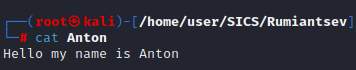 ┌──(root㉿kali)-[/home/user/SICS/Rumiantsev]
└─# cat Anton
Hello my name is Anton